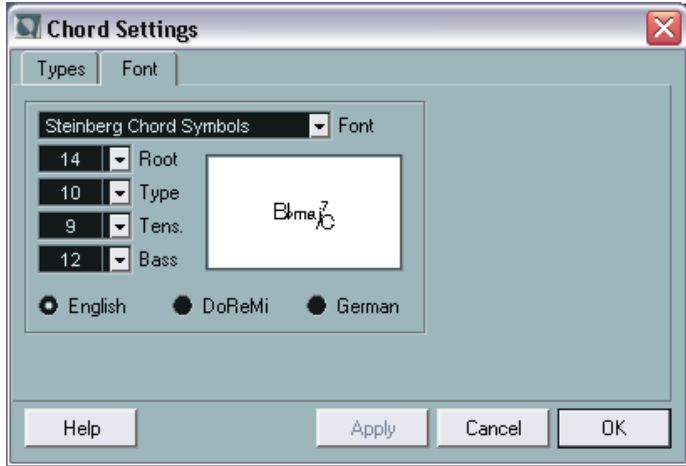 Chord Settings
Types Font
Steinberg Chord Symbols Font
14 Root
10 Type
9 Tens.
12 Bass
B♭maj7/C
English DoReMi German
Help Apply Cancel OK